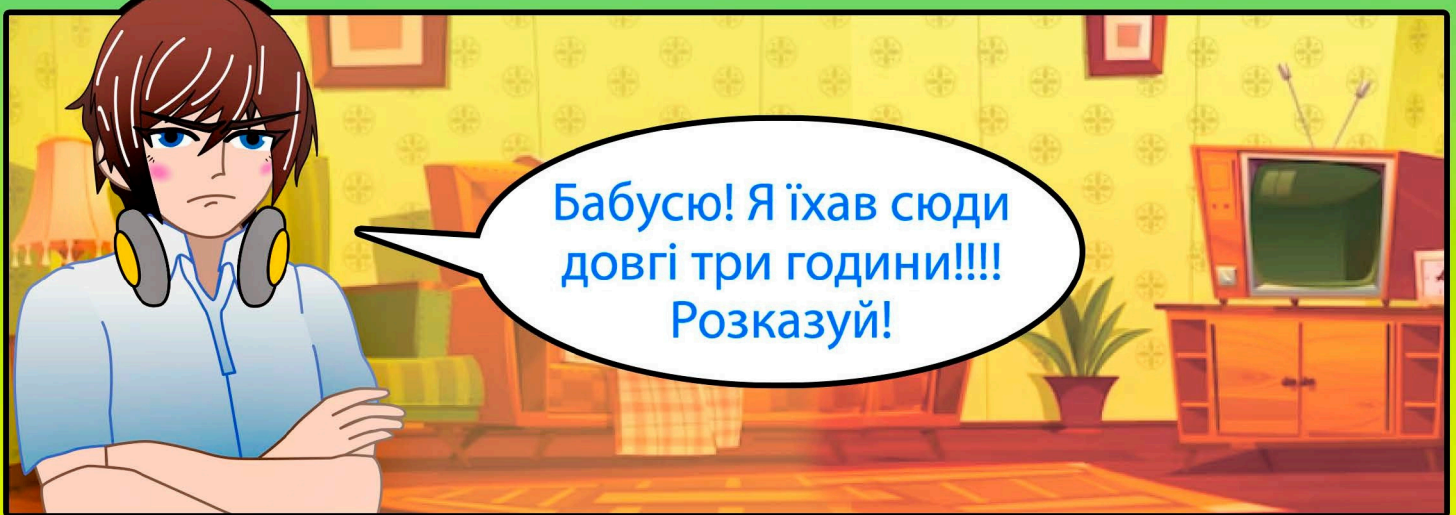 Бабусю! Я їхав сюди
довгі три години!!!!
Розказуй!